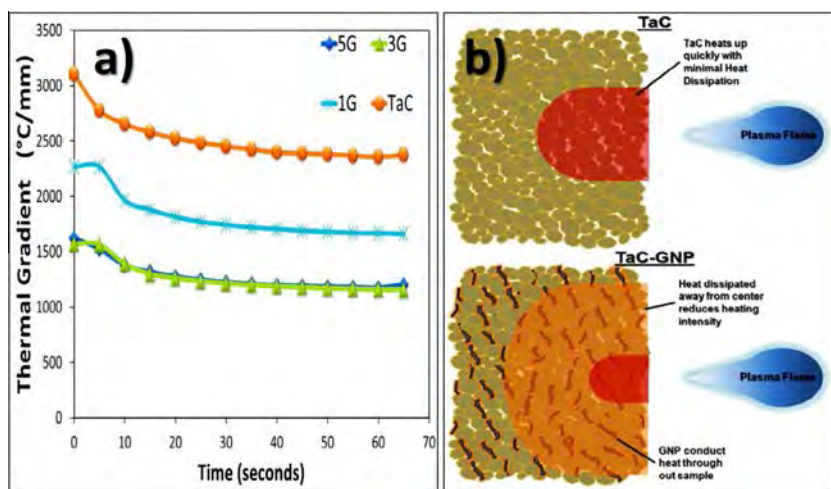 a)
5G
3G
1G
TaC
Thermal Gradient (°C/mm)
3500
3000
2500
2000
1500
1000
500
0
0 10 20 30 40 50 60 70
Time (seconds)
b)
TaC
TaC heats up
quickly with
minimal Heat
Dissipation
Plasma Flame
TaC-GNP
Heat dissipated
away from center
reduces heating
intensity
Plasma Flame
GNP conduct
heat through
out sample